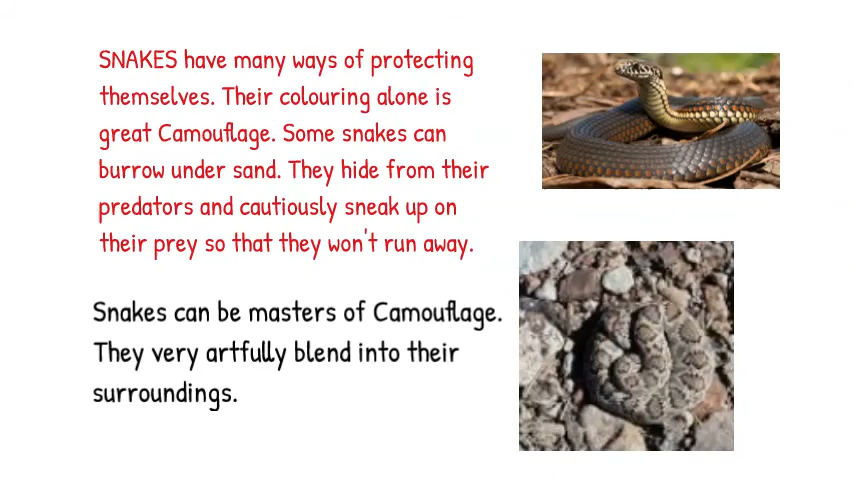 SNAKES have many ways of protecting
themselves. Their colouring alone is
great Camouflage. Some snakes can
burrow under sand. They hide from their
predators and cautiously sneak up on
their prey so that they won't run away.
Snakes can be masters of Camouflage.
They very artfully blend into their
surroundings.